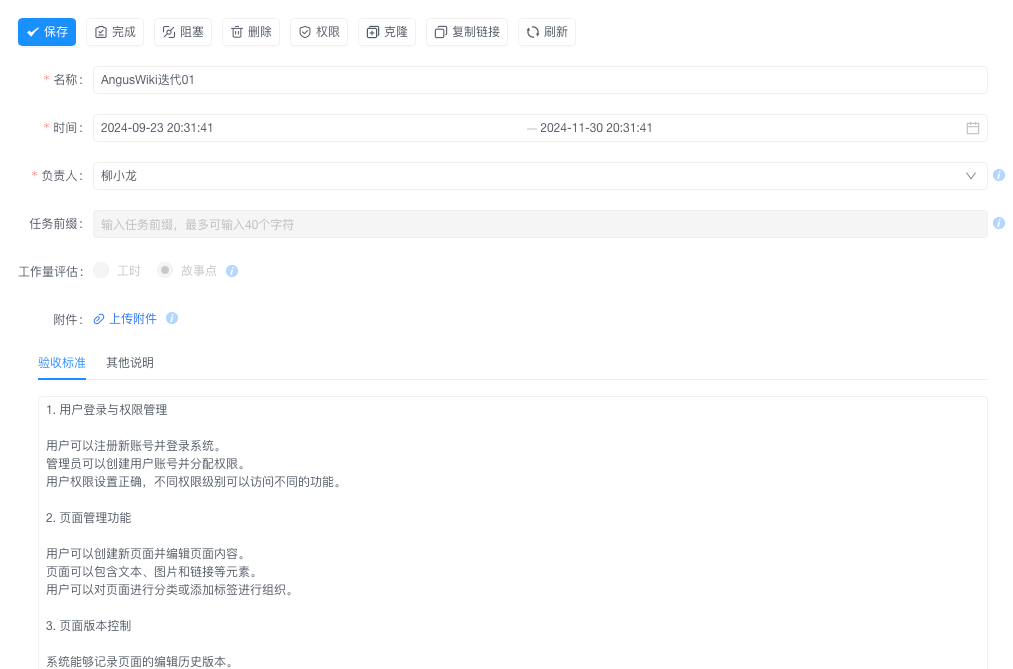 保存 完成 阻塞 删除 权限 克隆 复制链接 刷新
* 名称： AngusWiki迭代01
* 时间： 2024-09-23 20:31:41 — 2024-11-30 20:31:41
* 负责人： 柳小龙
任务前缀： 输入任务前缀，最多可输入40个字符
工作量评估： 工时 故事点
附件： 上传附件
验收标准 其他说明
1. 用户登录与权限管理
用户可以注册新账号并登录系统。
管理员可以创建用户账号并分配权限。
用户权限设置正确，不同权限级别可以访问不同的功能。
2. 页面管理功能
用户可以创建新页面并编辑页面内容。
页面可以包含文本、图片和链接等元素。
用户可以对页面进行分类或添加标签进行组织。
3. 页面版本控制
系统能够记录页面的编辑历史版本。